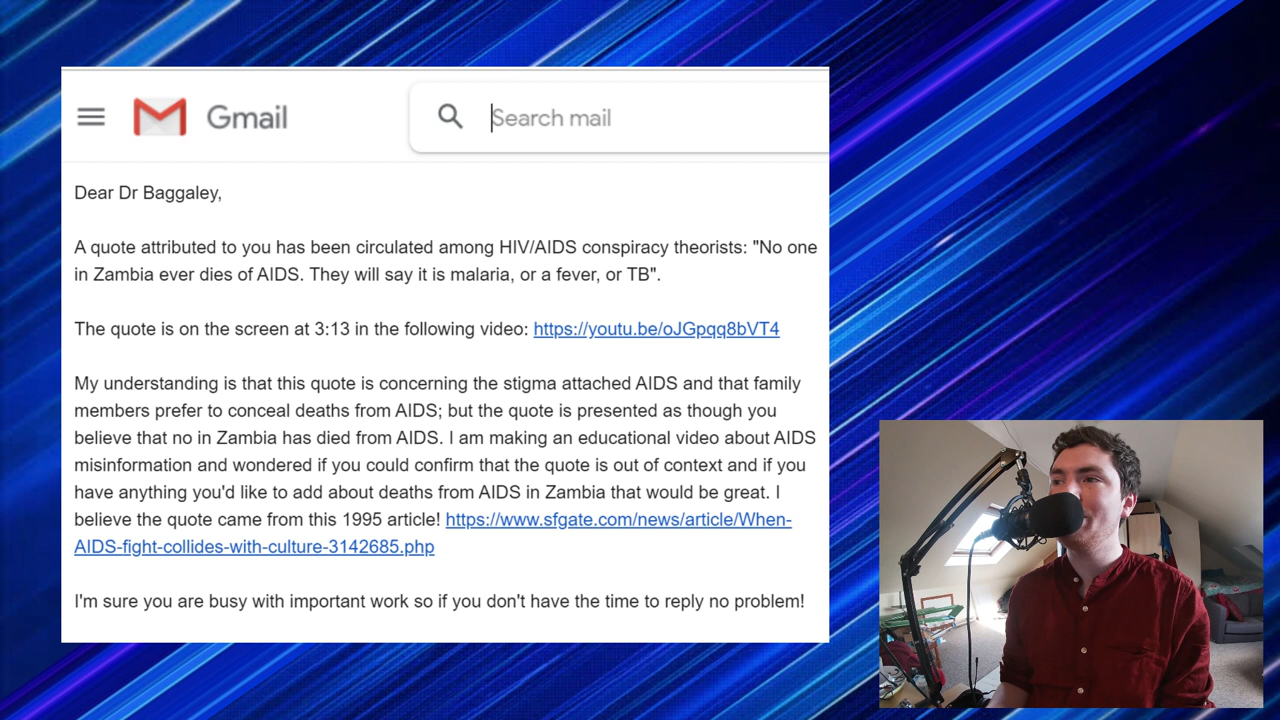 Gmail
Search mail
Dear Dr Baggaley,
A quote attributed to you has been circulated among HIV/AIDS conspiracy theorists: "No one
in Zambia ever dies of AIDS. They will say it is malaria, or a fever, or TB".
The quote is on the screen at 3:13 in the following video: https://youtu.be/oJGpqq8bVT4
My understanding is that this quote is concerning the stigma attached AIDS and that family
members prefer to conceal deaths from AIDS; but the quote is presented as though you
believe that no in Zambia has died from AIDS. I am making an educational video about AIDS
misinformation and wondered if you could confirm that the quote is out of context and if you
have anything you'd like to add about deaths from AIDS in Zambia that would be great. I
believe the quote came from this 1995 article! https://www.sfgate.com/news/article/When-
AIDS-fight-collides-with-culture-3142685.php
I'm sure you are busy with important work so if you don't have the time to reply no problem!